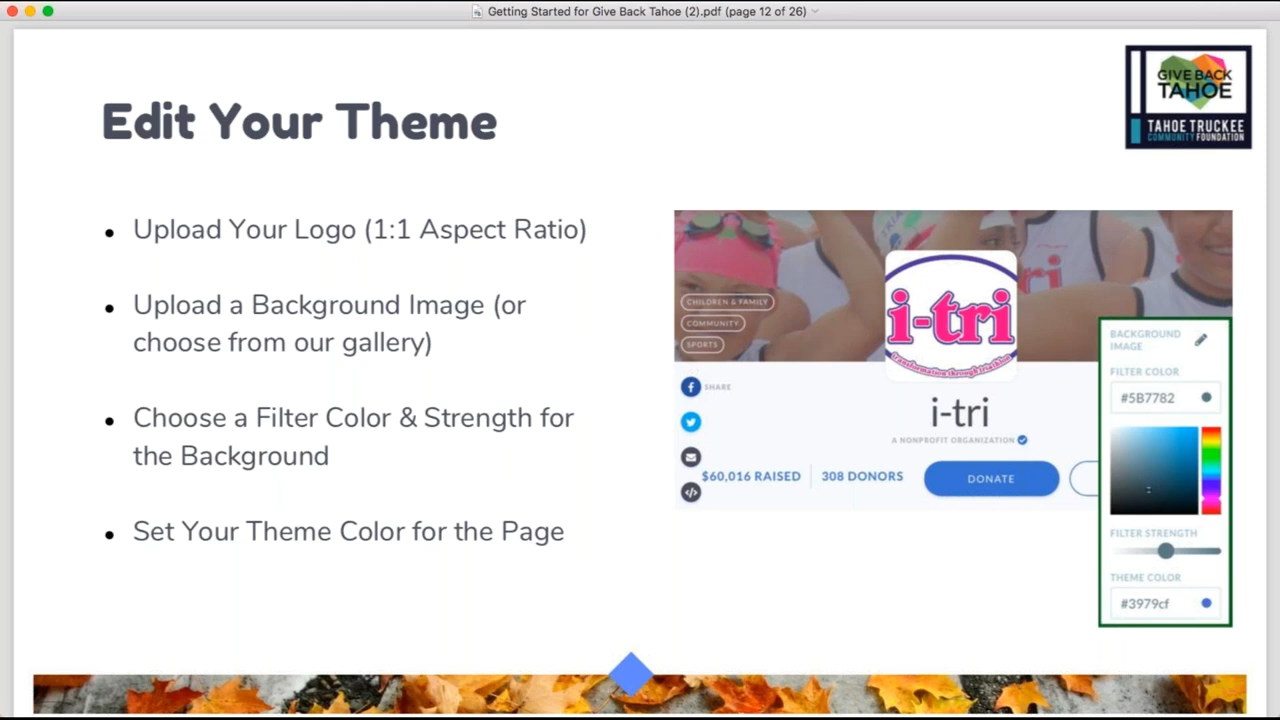 Getting Started for Give Back Tahoe (2).pdf (page 12 of 26)
GIVE BACK
TAHOE
TAHOE TRUCKEE
COMMUNITY FOUNDATION
Edit Your Theme
• Upload Your Logo (1:1 Aspect Ratio)
• Upload a Background Image (or
choose from our gallery)
• Choose a Filter Color & Strength for
the Background
• Set Your Theme Color for the Page
CHILDREN & FAMILY
COMMUNITY
SPORTS
i-tri
transformation through triathlon
SHARE
i-tri
A NONPROFIT ORGANIZATION
$60,016 RAISED
308 DONORS
DONATE
BACKGROUND
IMAGE
FILTER COLOR
#5B7782
FILTER STRENGTH
THEME COLOR
#3979cf